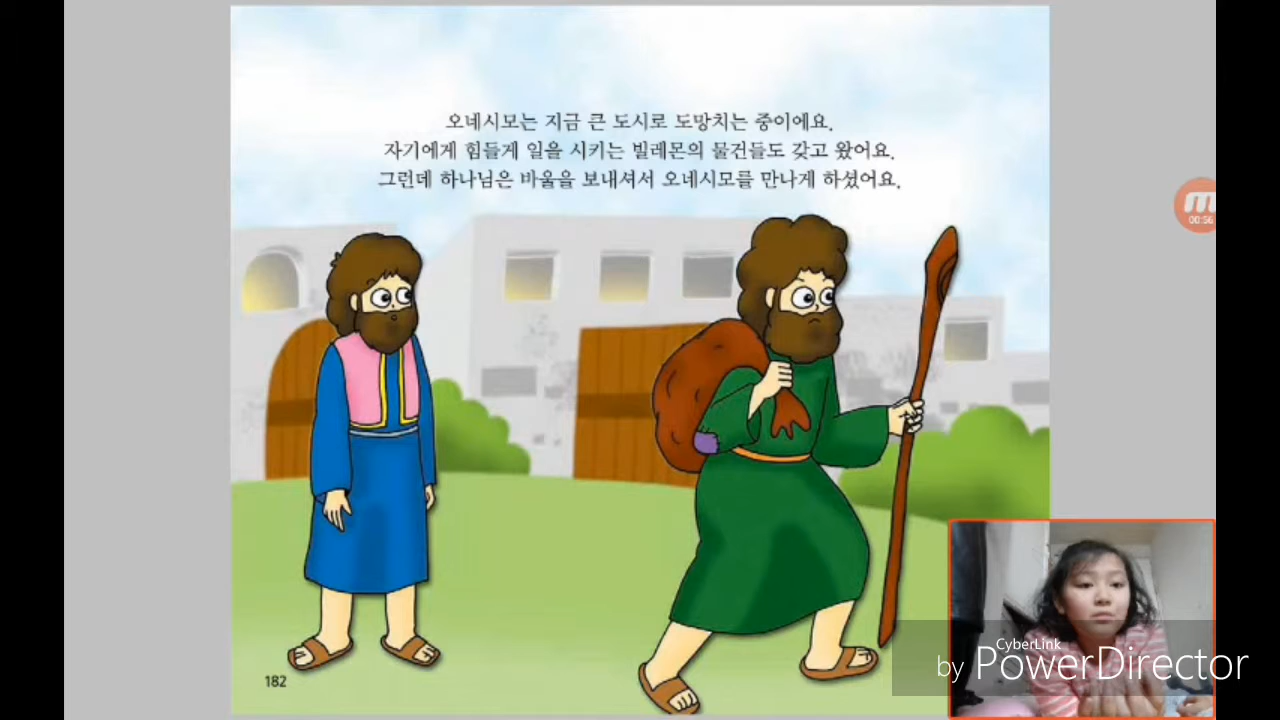 오네시모는 지금 큰 도시로 도망치는 중이에요.
자기에게 힘들게 일을 시키는 빌레몬의 물건들도 갖고 왔어요.
그런데 하나님은 바울을 보내셔서 오네시모를 만나게 하셨어요.
00:56
182
CyberLink
by PowerDirector